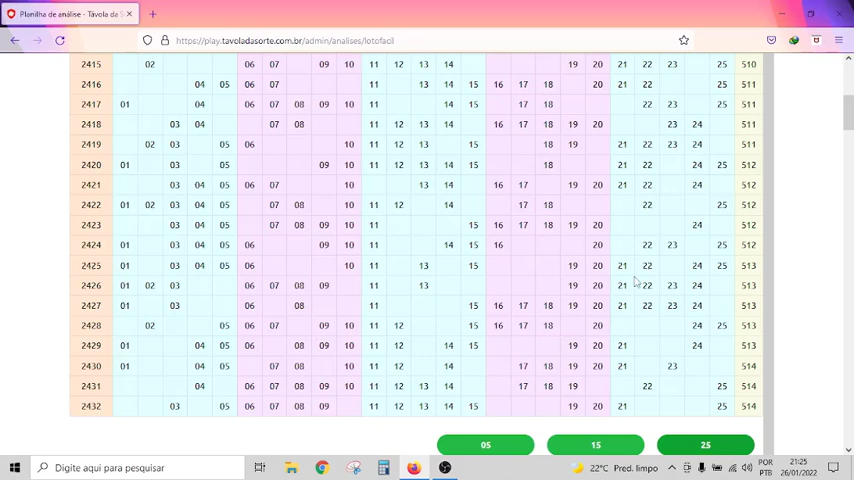 Planilha de análise - Távola da S
https://play.tavoladasorte.com.br/admin/analises/lotofacil
2415 02 06 07 09 10 11 12 13 14 19 20 21 22 23 25 510
2416 04 05 06 07 11 13 14 15 16 17 18 20 21 22 25 511
2417 01 04 06 07 08 09 10 11 13 14 15 17 18 22 23 25 511
2418 03 04 07 08 11 12 13 14 16 17 18 19 20 23 24 511
2419 02 03 05 06 10 11 12 13 15 18 19 21 22 23 24 511
2420 01 03 05 09 10 11 12 13 14 15 18 21 22 24 25 512
2421 03 04 05 06 07 10 13 14 16 17 19 20 21 22 24 512
2422 01 02 03 04 05 07 08 10 11 12 14 17 18 22 25 512
2423 03 04 05 07 08 09 10 11 15 16 17 18 19 20 24 512
2424 01 03 04 05 06 09 10 11 14 15 16 20 22 23 25 512
2425 01 03 04 05 06 10 11 13 15 19 20 21 22 24 25 513
2426 01 02 03 06 07 08 09 11 13 19 20 21 22 23 24 513
2427 01 03 06 08 11 15 16 17 18 19 20 21 22 23 24 513
2428 02 05 06 07 09 10 11 12 15 16 17 18 20 24 25 513
2429 01 04 05 06 07 08 09 10 11 12 14 15 19 20 21 24 513
2430 01 04 05 07 08 10 11 12 14 17 18 19 20 21 23 514
2431 04 06 07 08 09 10 11 12 13 14 17 18 19 22 25 514
2432 03 05 06 07 08 09 11 12 13 14 15 19 20 21 25 514
05 15 25
Digite aqui para pesquisar
22°C Pred. limpo
POR
PTB
21:25
26/01/2022